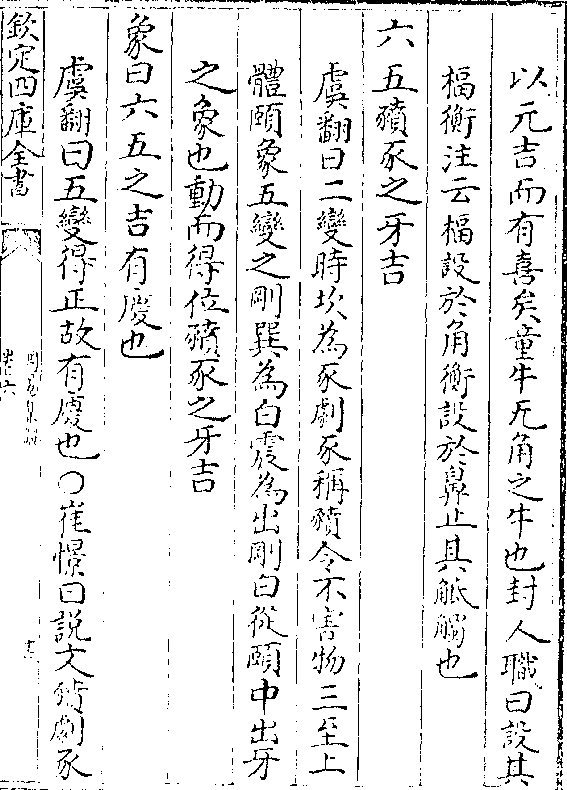 以元吉而有喜矣童牛无角之牛也封人職曰設其
楅衡注云楅設於角衡設於鼻止其觝觸也
六五豶豕之牙吉
虞翻曰二變時坎為豕劇豕稱豶令不害物三至上
體頤象五變之剛巽為白震為出剛白從頤中出牙
之象也動而得位豶豕之牙吉
象曰六五之吉有慶也
虞翻曰五變得正故有慶也○崔憬曰說文豶劇豕
欽定四庫全書
周易集解
卷六